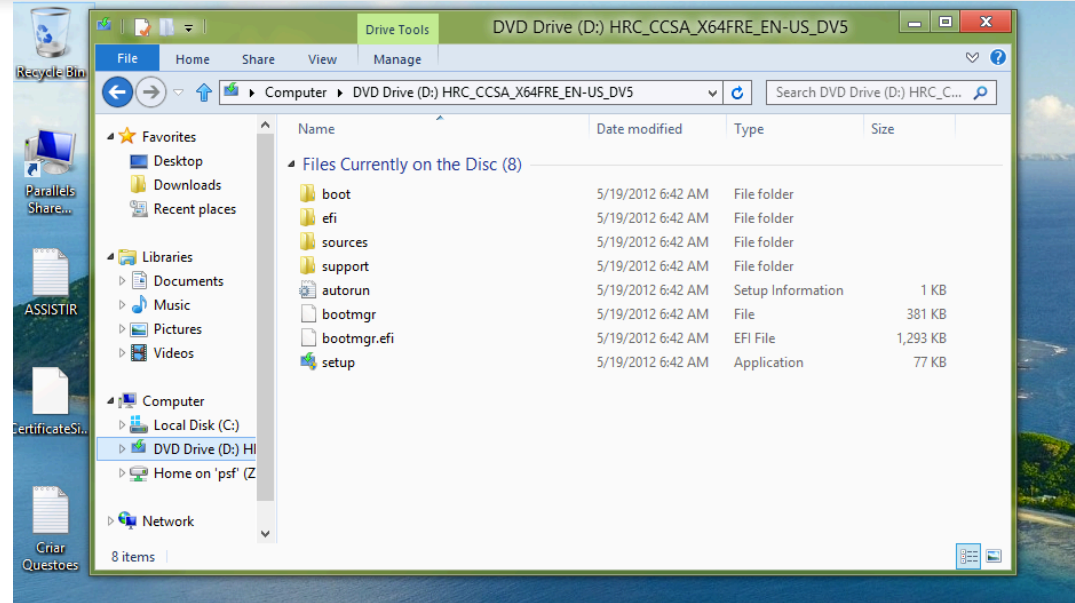 Recycle Bin
Parallels
Share...
ASSISTIR
CertificateSi...
Criar
Questoes
Drive Tools
DVD Drive (D:) HRC_CCSA_X64FRE_EN-US_DV5
File Home Share View Manage
Computer DVD Drive (D:) HRC_CCSA_X64FRE_EN-US_DV5
Search DVD Drive (D:) HRC_C...
Favorites
Desktop
Downloads
Recent places
Libraries
Documents
Music
Pictures
Videos
Computer
Local Disk (C:)
DVD Drive (D:) HI
Home on 'psf' (Z
Network
Name Date modified Type Size
Files Currently on the Disc (8)
boot 5/19/2012 6:42 AM File folder
efi 5/19/2012 6:42 AM File folder
sources 5/19/2012 6:42 AM File folder
support 5/19/2012 6:42 AM File folder
autorun 5/19/2012 6:42 AM Setup Information 1 KB
bootmgr 5/19/2012 6:42 AM File 381 KB
bootmgr.efi 5/19/2012 6:42 AM EFI File 1,293 KB
setup 5/19/2012 6:42 AM Application 77 KB
8 items